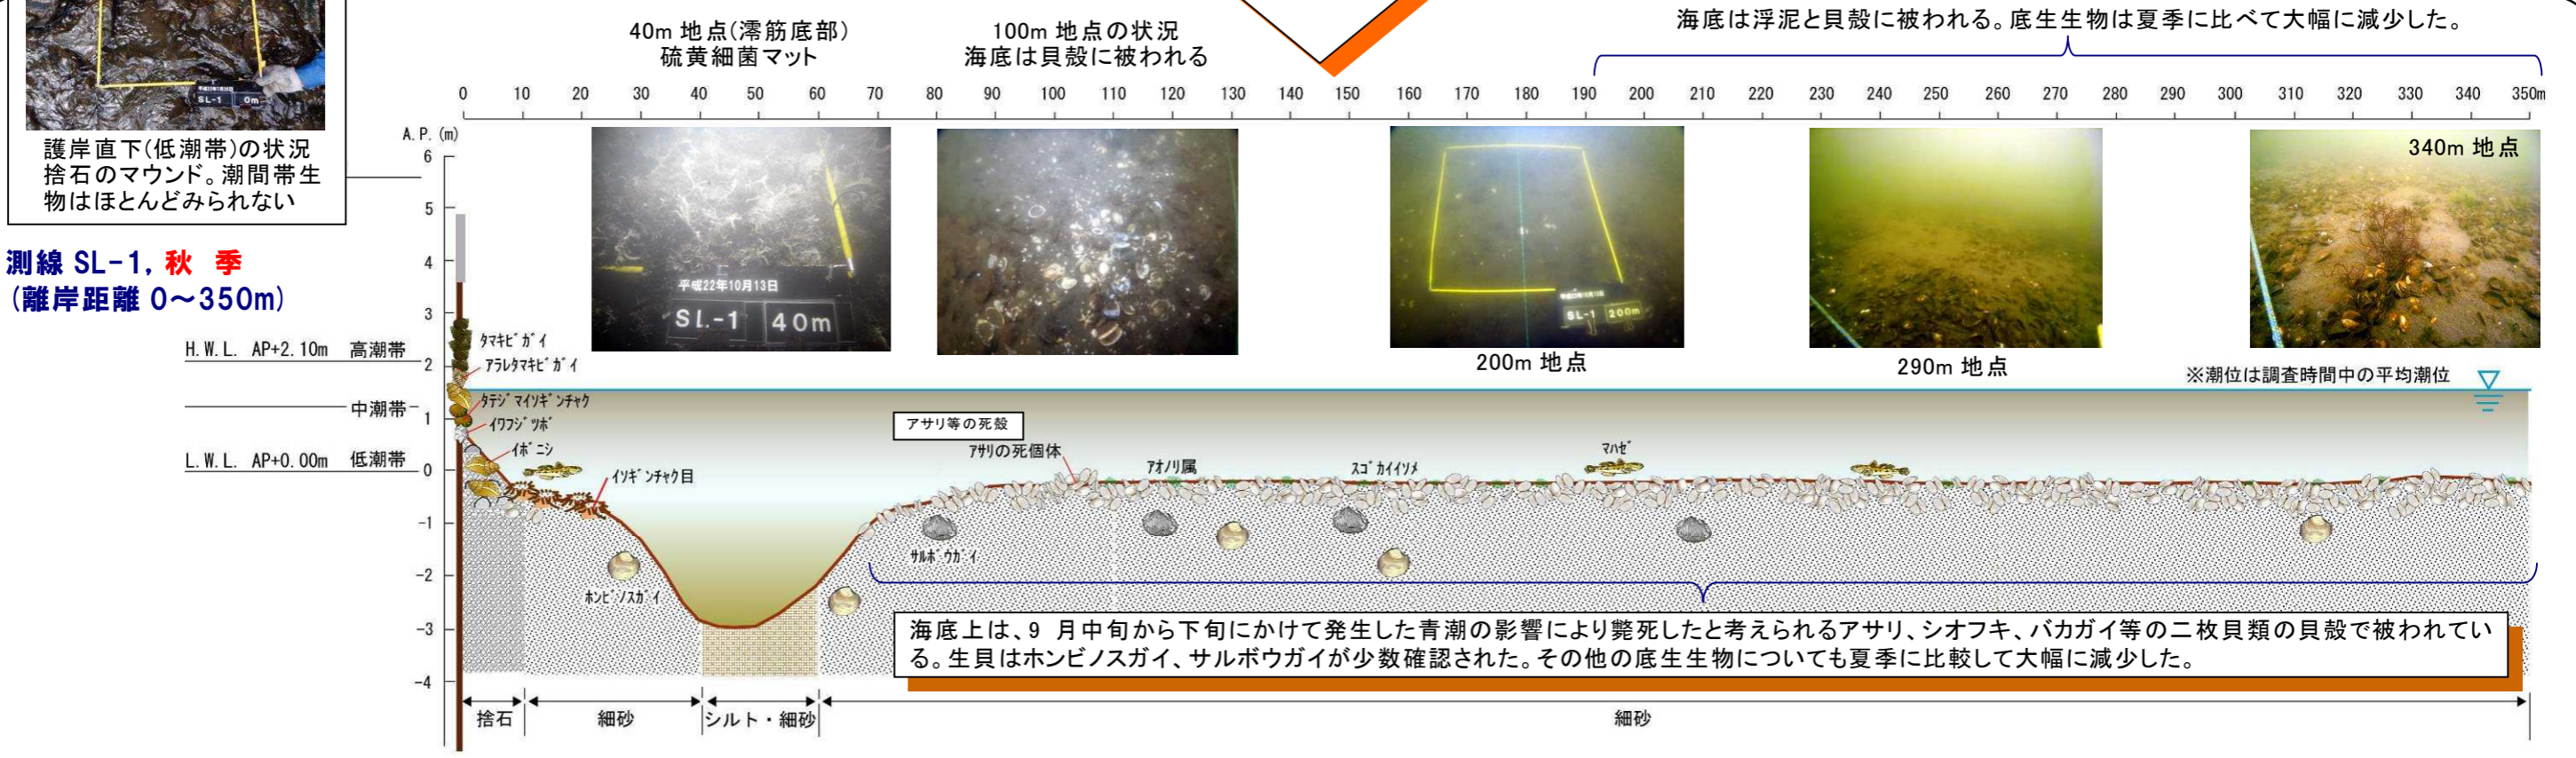 海底は浮泥と貝殻に被われる。底生生物は夏季に比べて大幅に減少した。
40m 地点(澪筋底部)
硫黄細菌マット
100m 地点の状況
海底は貝殻に被われる
0 10 20 30 40 50 60 70 80 90 100 110 120 130 140 150 160 170 180 190 200 210 220 230 240 250 260 270 280 290 300 310 320 330 340 350m
SL-1 0m
護岸直下(低潮帯)の状況
捨石のマウンド。潮間帯生
物はほとんどみられない
測線 SL-1, 秋 季
(離岸距離 0～350m)
A.P. (m)
6
5
4
3
2
1
0
-1
-2
-3
-4
平成22年10月13日
SL-1 40m
SL-1 200m
340m 地点
200m 地点
290m 地点
※潮位は調査時間中の平均潮位
H.W.L. AP+2.10m 高潮帯
中潮帯
L.W.L. AP+0.00m 低潮帯
ﾀﾏｷﾋﾞｶﾞｲ
ｱﾗﾚﾀﾏｷﾋﾞｶﾞｲ
ﾀﾃｼﾞﾏｲｿｷﾞﾝﾁｬｸ
ｲﾜﾌｼﾞﾂﾎﾞ
ｲﾎﾞﾆｼ
ｲｿｷﾞﾝﾁｬｸ目
アサリ等の死殻
ｱｻﾘの死個体
ｱｵﾉﾘ属
ｽｺﾞｶｲｲｿﾒ
ﾏﾊｾﾞ
ｻﾙﾎﾞｳｶﾞｲ
ﾎﾝﾋﾞﾉｽｶﾞｲ
海底上は、9 月中旬から下旬にかけて発生した青潮の影響により斃死したと考えられるアサリ、シオフキ、バカガイ等の二枚貝類の貝殻で被われてい
る。生貝はホンビノスガイ、サルボウガイが少数確認された。その他の底生生物についても夏季に比較して大幅に減少した。
捨石 細砂 シルト・細砂 細砂